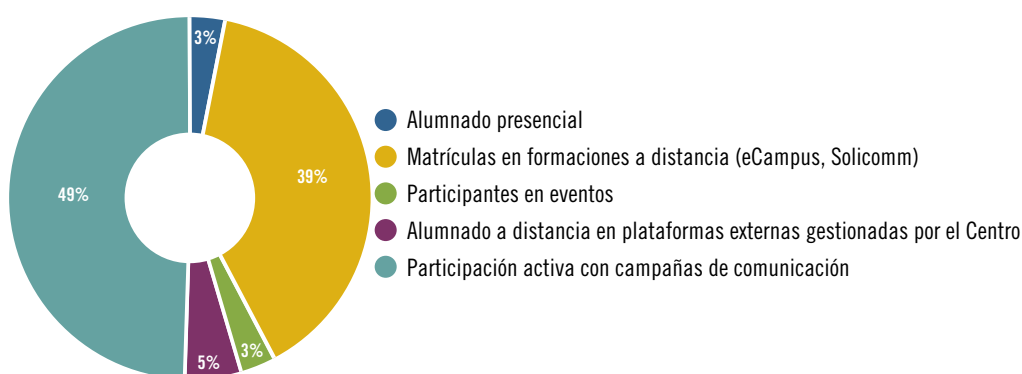 3%
39%
49%
3%
5%
Alumnado presencial
Matrículas en formaciones a distancia (eCampus, Solicomm)
Participantes en eventos
Alumnado a distancia en plataformas externas gestionadas por el Centro
Participación activa con campañas de comunicación